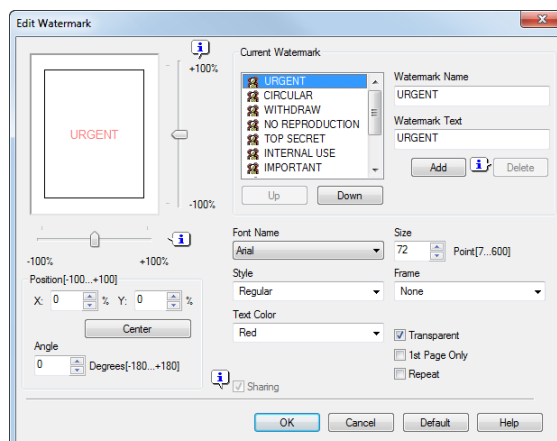 Edit Watermark
+100%
URGENT
-100%
-100% +100%
Position[-100...+100]
X: 0 % Y: 0 %
Center
Angle
0 Degrees[-180...+180]
Current Watermark
URGENT
CIRCULAR
WITHDRAW
NO REPRODUCTION
TOP SECRET
INTERNAL USE
IMPORTANT
Up Down
Watermark Name
URGENT
Watermark Text
URGENT
Add Delete
Font Name
Arial
Size
72 Point[7...600]
Style
Regular
Frame
None
Text Color
Red
Transparent
1st Page Only
Repeat
Sharing
OK Cancel Default Help